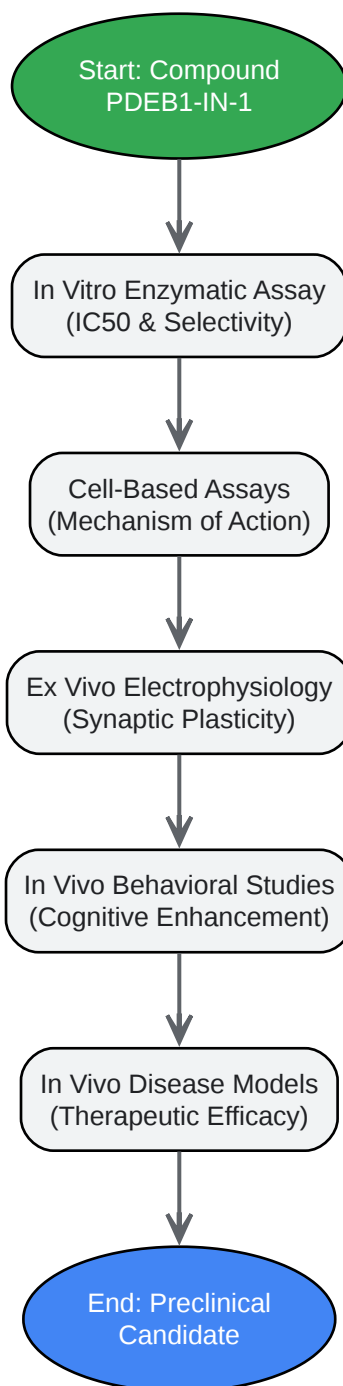 Start: Compound
PDEB1-IN-1
In Vitro Enzymatic Assay
(IC50 & Selectivity)
Cell-Based Assays
(Mechanism of Action)
Ex Vivo Electrophysiology
(Synaptic Plasticity)
In Vivo Behavioral Studies
(Cognitive Enhancement)
In Vivo Disease Models
(Therapeutic Efficacy)
End: Preclinical
Candidate